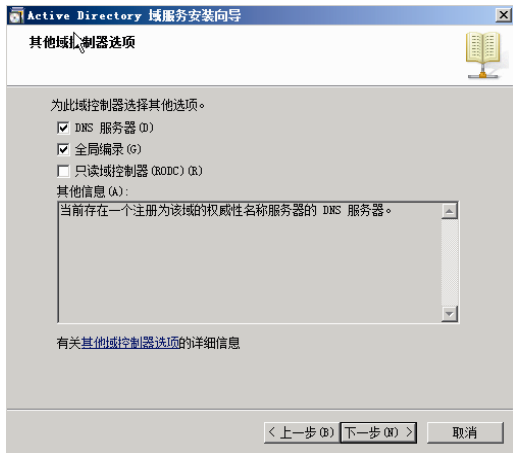 Active Directory 域服务安装向导
其他域控制器选项
为此域控制器选择其他选项。
DNS 服务器(D)
全局编录(G)
只读域控制器(RODC)(R)
其他信息(A):
当前存在一个注册为该域的权威性名称服务器的 DNS 服务器。
有关其他域控制器选项的详细信息
< 上一步(B) 下一步(N) > 取消